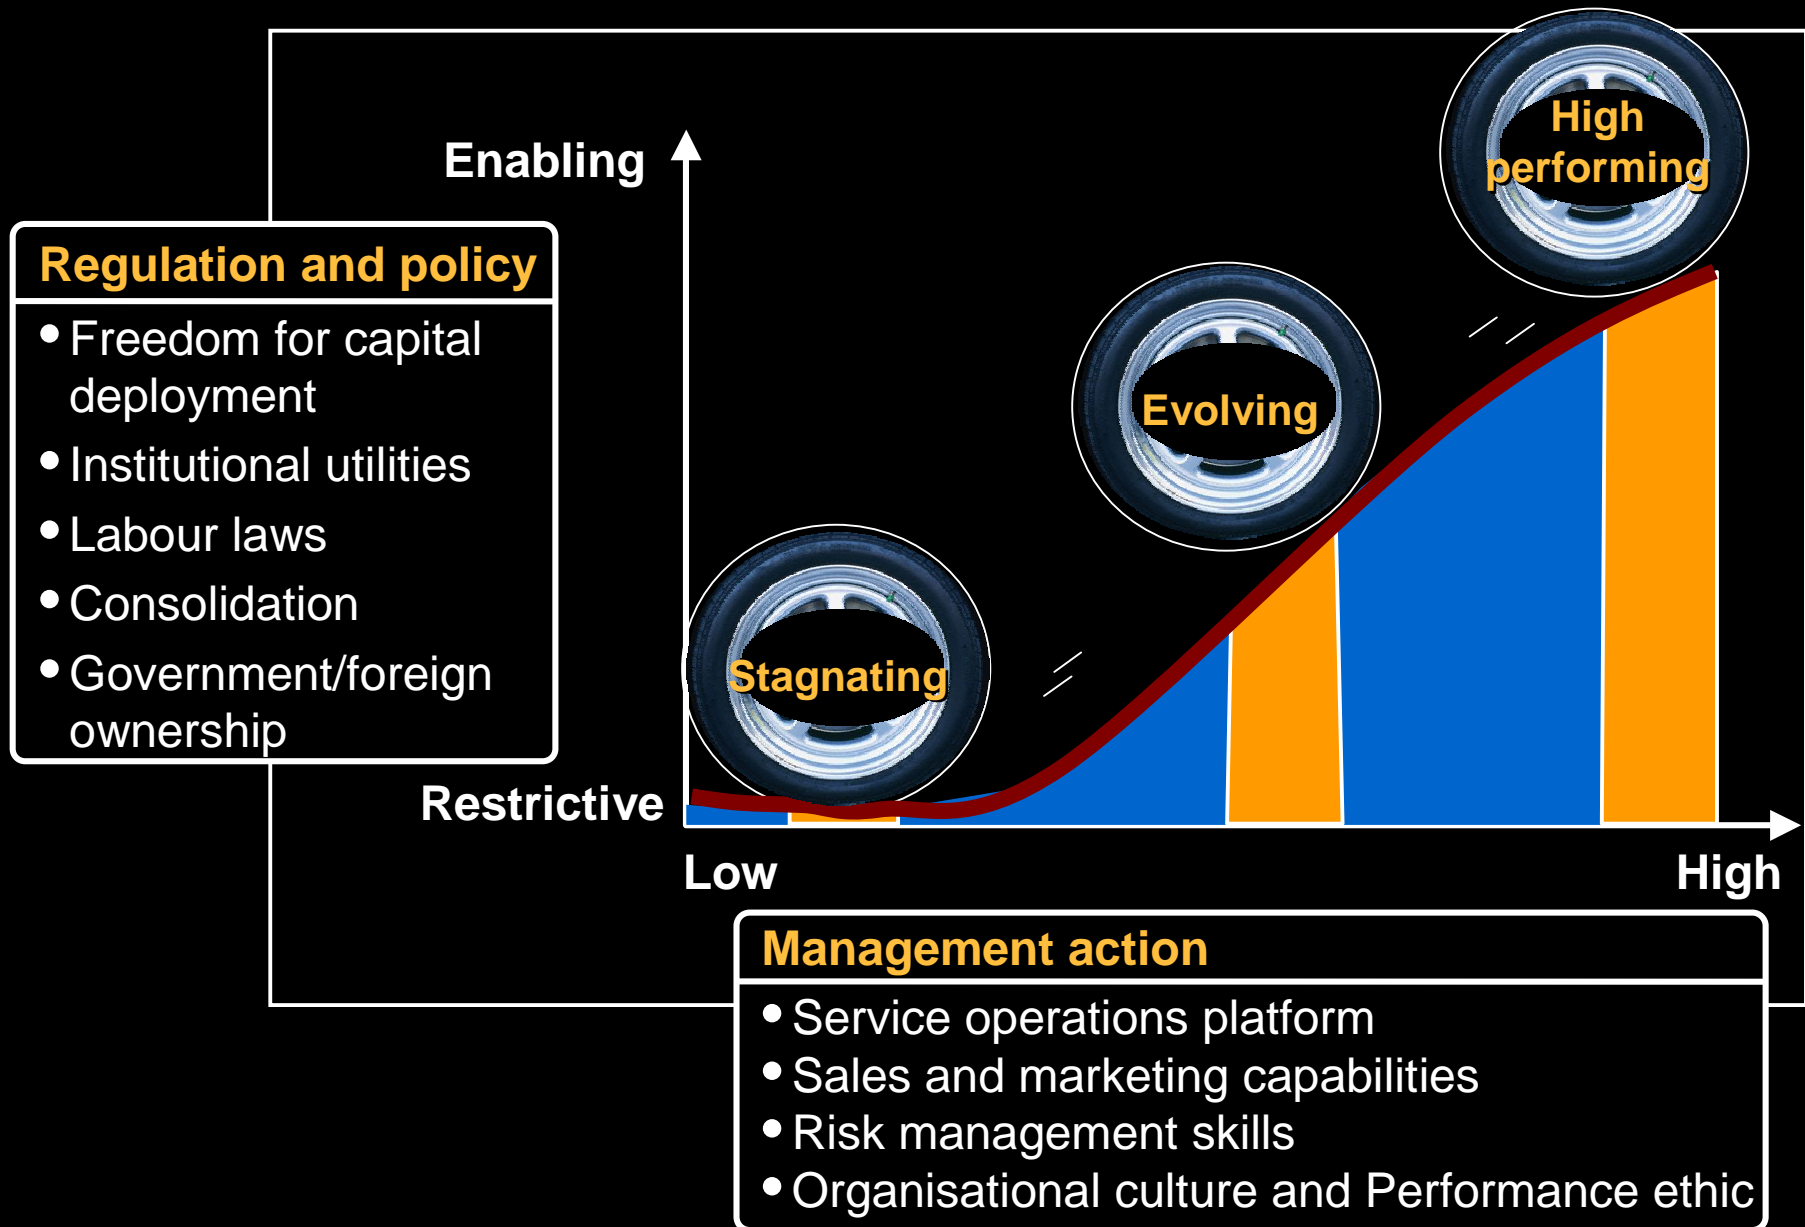 High
performing
Enabling
Regulation and policy
• Freedom for capital
deployment
• Institutional utilities
• Labour laws
• Consolidation
• Government/foreign
ownership
Evolving
Stagnating
Restrictive
Low
High
Management action
• Service operations platform
• Sales and marketing capabilities
• Risk management skills
• Organisational culture and Performance ethic